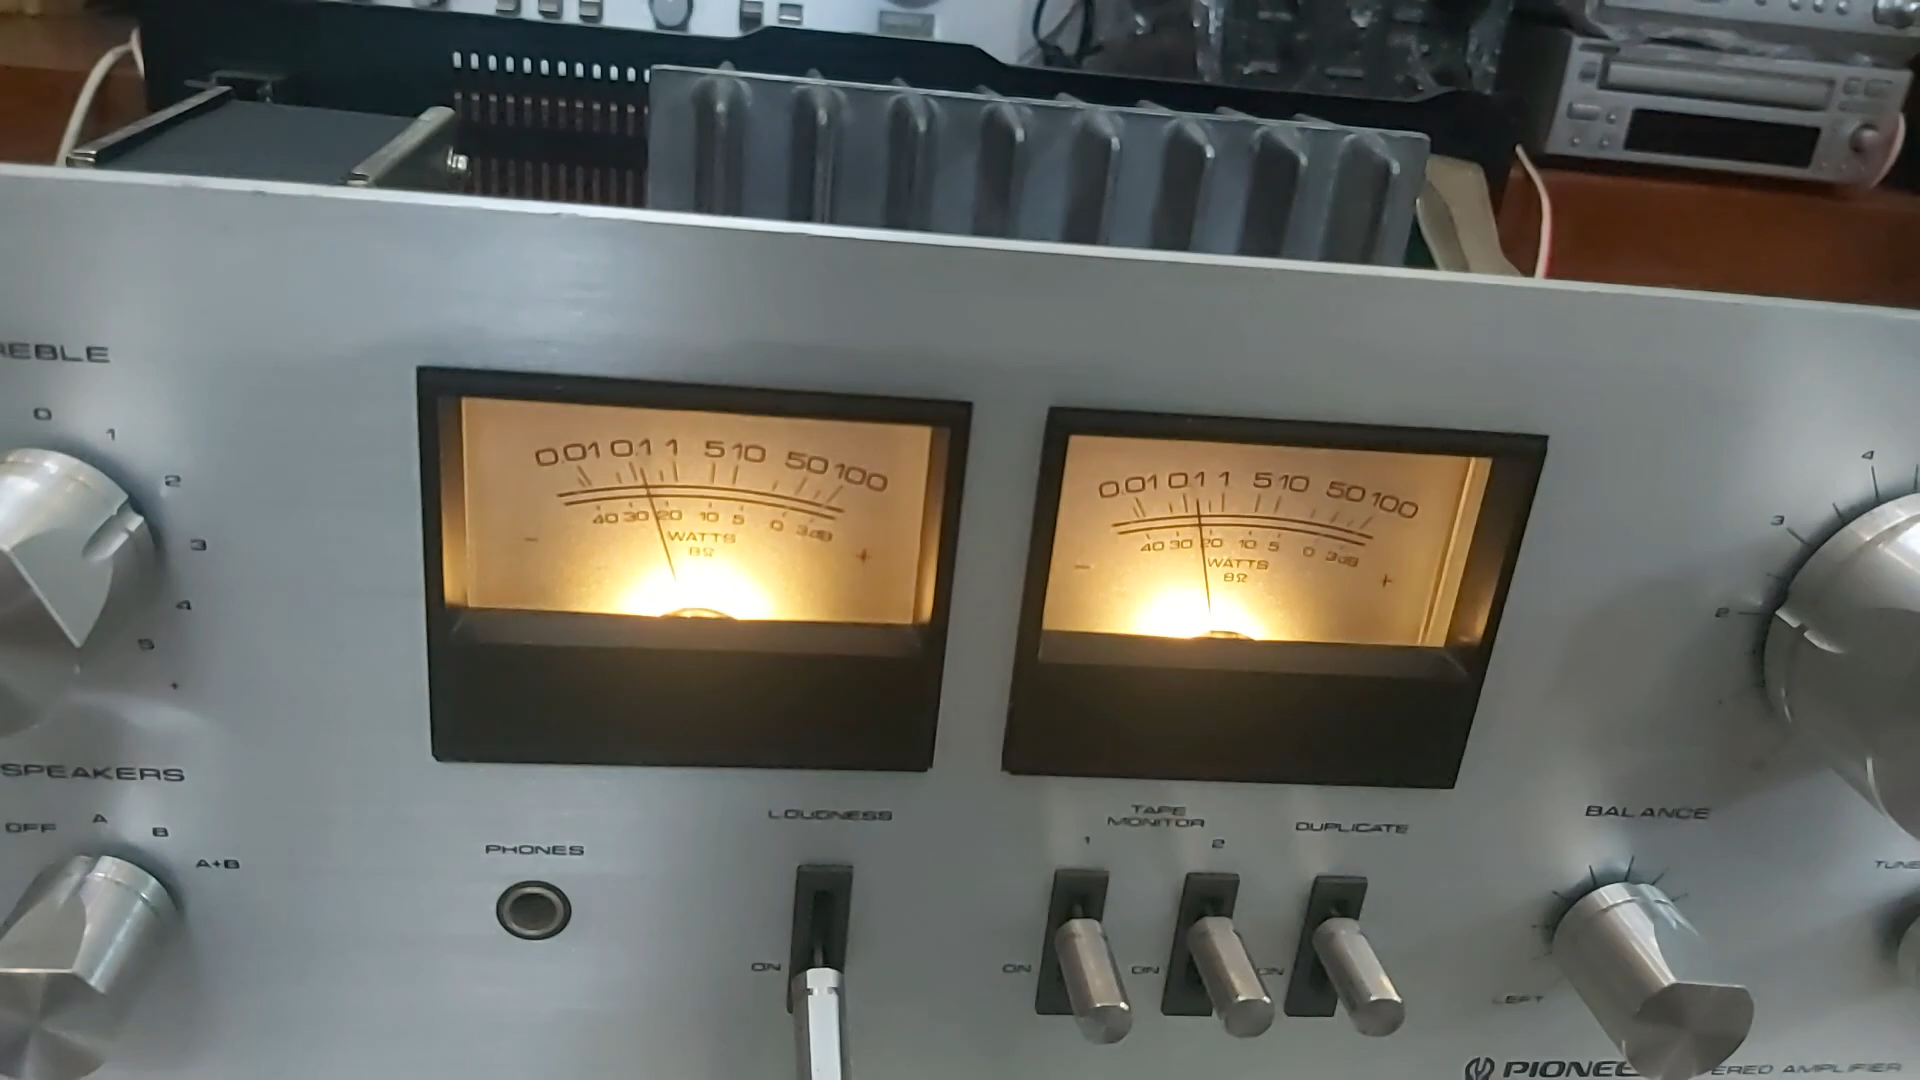 REBLE
0
1
2
3
4
5
+
0.01 0.1 1 5 10 50 100
40 30 20 10 5 0 3dB
WATTS
8Ω
- +
0.01 0.1 1 5 10 50 100
40 30 20 10 5 0 3dB
WATTS
8Ω
- +
4
3
2
SPEAKERS
OFF A B A+B
PHONES
LOUDNESS
ON
TAPE
MONITOR
1 2
ON ON
DUPLICATE
ON
BALANCE
LEFT
TUNE
PIONEE
EREO AMPLIFIER